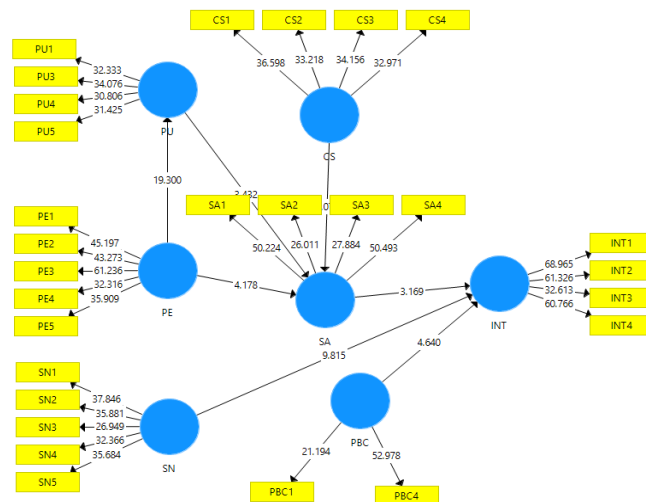 CS1 CS2 CS3 CS4
36.598 33.218 34.156 32.971
CS
PU1
PU3
PU4
PU5
32.333
34.076
30.806
31.425
PU
19.300
3.432
SA1 SA2 SA3 SA4
50.224 26.011 27.884 50.493
PE1
PE2
PE3
PE4
PE5
45.197
43.273
61.236
32.316
35.909
PE
4.178
SA
3.169
INT1
INT2
INT3
INT4
68.965
61.326
32.613
60.766
INT
9.815
4.640
SN1
SN2
SN3
SN4
SN5
37.846
35.881
26.949
32.366
35.684
SN
PBC
21.194 52.978
PBC1 PBC4